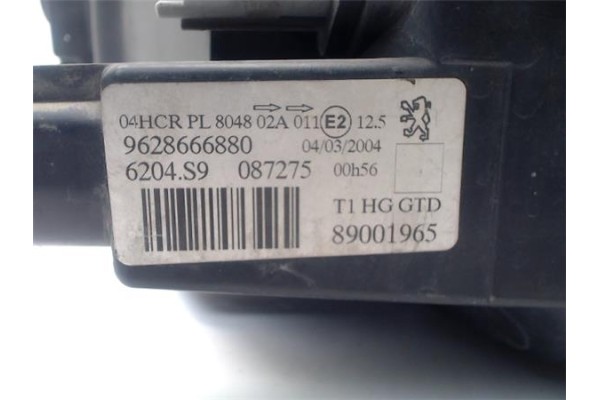 04HCR PL 8048 02A 011 E2 12.5
9628666880 04/03/2004
6204.S9 087275 00h56
T1 HG GTD
89001965